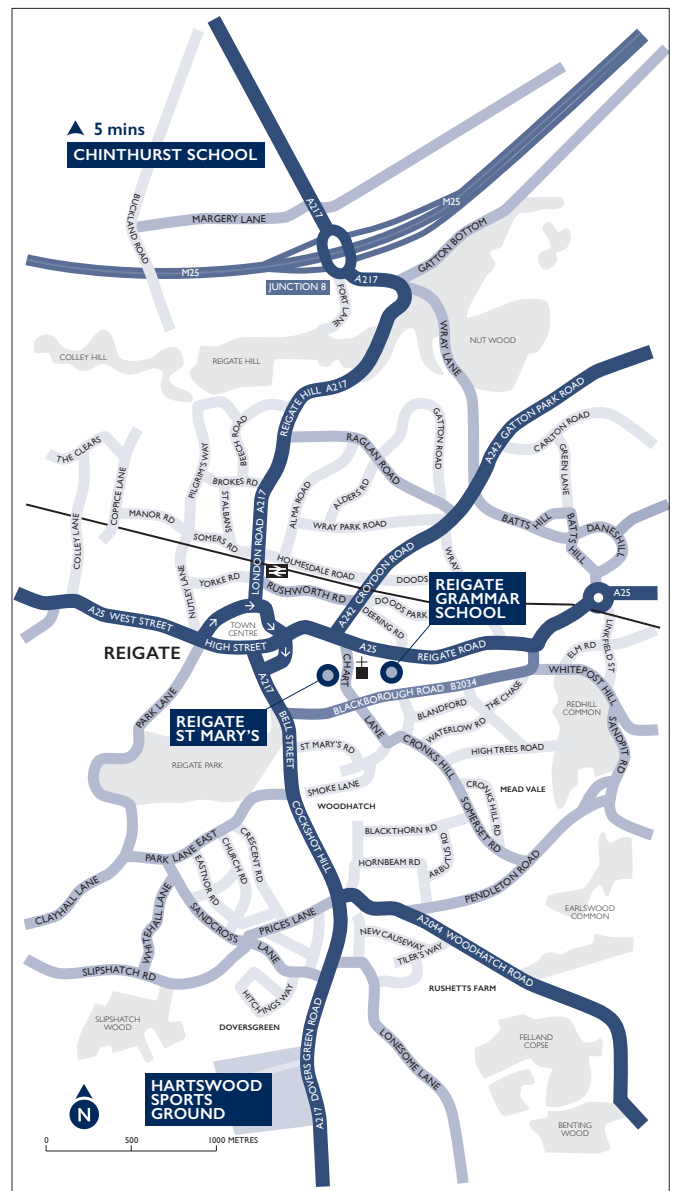 5 mins
CHINTHURST SCHOOL
A217
M25
BUCKLAND ROAD
MARGERY LANE
GATTON BOTTOM
M25
A217
JUNCTION 8
FORT LANE
WRAY LANE
NUT WOOD
COLLEY HILL
REIGATE HILL
REIGATE HILL A217
A242 GATTON PARK ROAD
THE CLEARS
COPPICE LANE
PILGRIM'S WAY
BEECH ROAD
RAGLAN ROAD
GATTON ROAD
CARLTON ROAD
GREEN LANE
BROKES RD
ST ALBANS
LONDON ROAD A217
ALMA ROAD
ALDERS RD
MANOR RD
WRAY PARK ROAD
BATTS HILL
BATTS HILL
DANESHILL
COLLEY LANE
SOMERS RD
HOLMESDALE ROAD
A242 CROYDON ROAD
WRAY
NUTLEY LANE
YORKE RD
RUSHWORTH RD
DOODS
DOODS PARK
REIGATE
GRAMMAR
SCHOOL
A25
A25 WEST STREET
TOWN
CENTRE
DEERING RD
HIGH STREET
A25
REIGATE ROAD
ELM RD
LINKFIELD ST
REIGATE
A217
CHART
LANE
BLACKBOROUGH ROAD B2034
WHITEPOST HILL
PARK LANE
REIGATE
ST MARY'S
BELL STREET
BLANDFORD
THE CHASE
WATERLOW RD
REDHILL
COMMON
SANDPIT RD
ST MARY'S RD
CRONKS HILL
HIGH TREES ROAD
REIGATE PARK
SMOKE LANE
WOODHATCH
CRONKS HILL RD
MEAD VALE
COCKSHOT HILL
SOMERSET RD
BLACKTHORN RD
ARBUTUS RD
HORNBEAM RD
PARK LANE EAST
CRESCENT RD
CHURCH RD
EASTNOR RD
PENDLETON ROAD
CLAYHALL LANE
WHITEHALL LANE
SANDCROSS
LANE
PRICES LANE
EARLSWOOD
COMMON
A2044 WOODHATCH ROAD
NEW CAUSEWAY
TILER'S WAY
SLIPSHATCH RD
HITCHINGS WAY
RUSHETTS FARM
SLIPSHATCH
WOOD
DOVERSGREEN
LONESOME LANE
FELLAND
COPSE
A217 DOVERS GREEN ROAD
HARTSWOOD
SPORTS
GROUND
N
BENTING
WOOD
0 500 1000 METRES